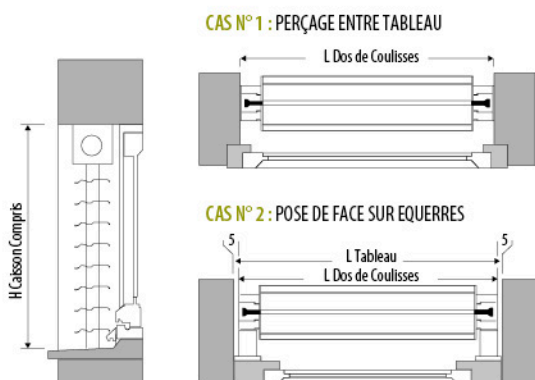 CAS N° 1 : PERÇAGE ENTRE TABLEAU
L Dos de Coulisses
H Caisson Compris
CAS N° 2 : POSE DE FACE SUR EQUERRES
5
5
L Tableau
L Dos de Coulisses